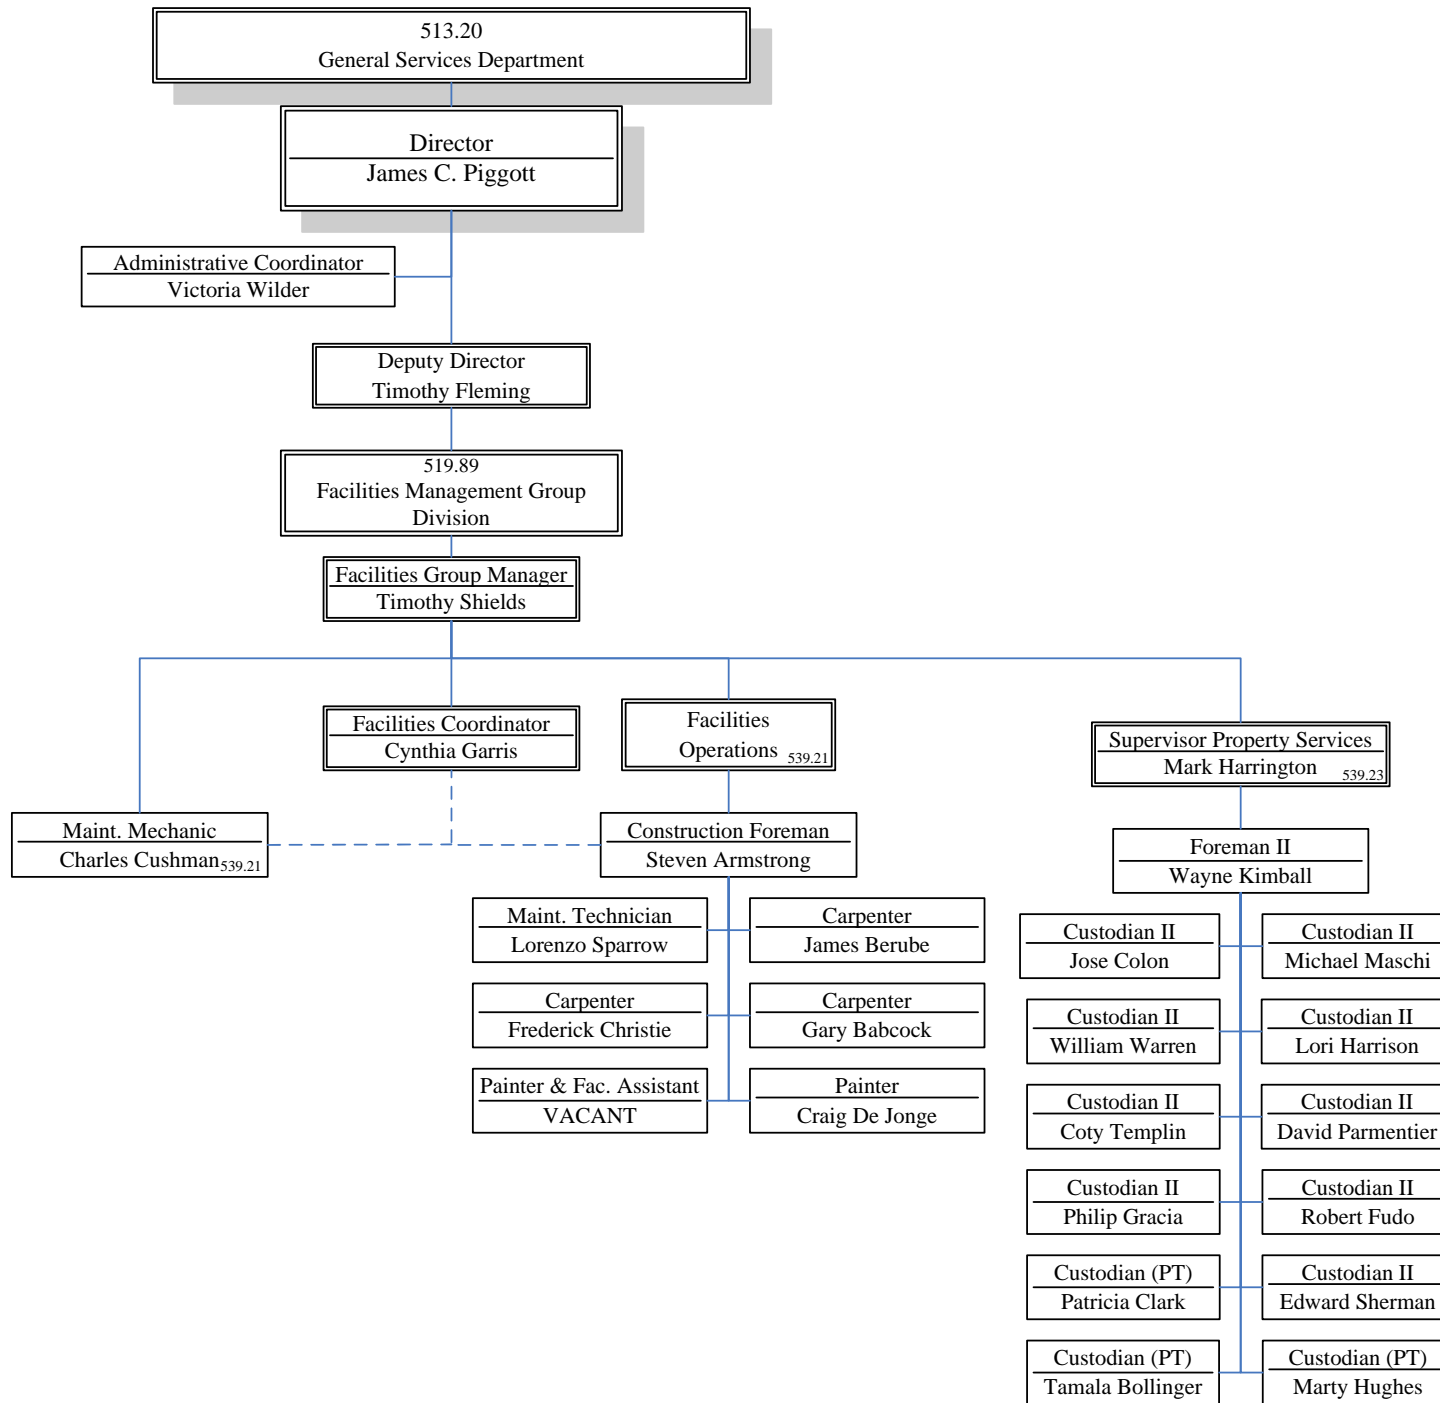 513.20
General Services Department
Director
James C. Piggott
Administrative Coordinator
Victoria Wilder
Deputy Director
Timothy Fleming
519.89
Facilities Management Group
Division
Facilities Group Manager
Timothy Shields
Facilities Coordinator
Cynthia Garris
Facilities
Operations 539.21
Supervisor Property Services
Mark Harrington 539.23
Maint. Mechanic
Charles Cushman 539.21
Construction Foreman
Steven Armstrong
Foreman II
Wayne Kimball
Maint. Technician
Lorenzo Sparrow
Carpenter
James Berube
Carpenter
Frederick Christie
Carpenter
Gary Babcock
Painter & Fac. Assistant
VACANT
Painter
Craig De Jonge
Custodian II
Jose Colon
Custodian II
Michael Maschi
Custodian II
William Warren
Custodian II
Lori Harrison
Custodian II
Coty Templin
Custodian II
David Parmentier
Custodian II
Philip Gracia
Custodian II
Robert Fudo
Custodian (PT)
Patricia Clark
Custodian II
Edward Sherman
Custodian (PT)
Tamala Bollinger
Custodian (PT)
Marty Hughes